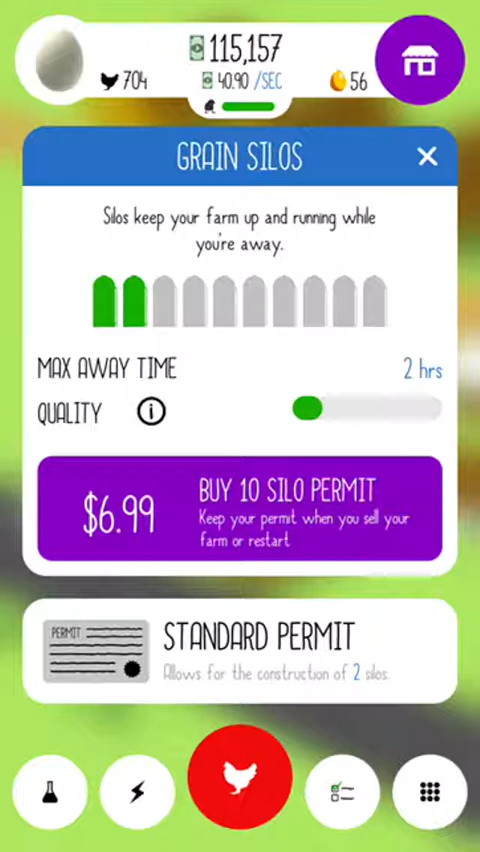 115,157
704
40.90 /SEC
56
GRAIN SILOS
Silos keep your farm up and running while
you're away.
MAX AWAY TIME
2 hrs
QUALITY
i
$6.99
BUY 10 SILO PERMIT
Keep your permit when you sell your
farm or restart
PERMIT
STANDARD PERMIT
Allows for the construction of 2 silos.